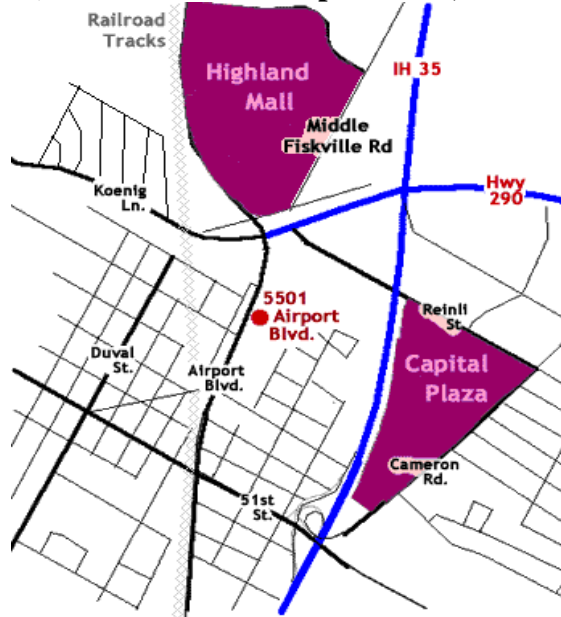 Railroad
Tracks
Highland
Mall
IH 35
Middle
Fiskville Rd
Koenig
Ln.
Hwy
290
5501
Airport
Blvd.
Reinli
St.
Duval
St.
Airport
Blvd.
Capital
Plaza
Cameron
Rd.
51st
St.